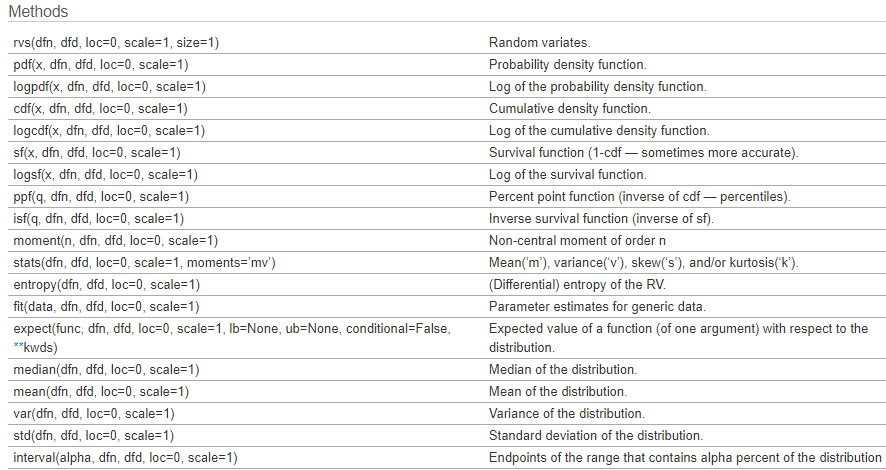 Methods
rvs(dfn, dfd, loc=0, scale=1, size=1) Random variates.
pdf(x, dfn, dfd, loc=0, scale=1) Probability density function.
logpdf(x, dfn, dfd, loc=0, scale=1) Log of the probability density function.
cdf(x, dfn, dfd, loc=0, scale=1) Cumulative density function.
logcdf(x, dfn, dfd, loc=0, scale=1) Log of the cumulative density function.
sf(x, dfn, dfd, loc=0, scale=1) Survival function (1-cdf — sometimes more accurate).
logsf(x, dfn, dfd, loc=0, scale=1) Log of the survival function.
ppf(q, dfn, dfd, loc=0, scale=1) Percent point function (inverse of cdf — percentiles).
isf(q, dfn, dfd, loc=0, scale=1) Inverse survival function (inverse of sf).
moment(n, dfn, dfd, loc=0, scale=1) Non-central moment of order n
stats(dfn, dfd, loc=0, scale=1, moments=’mv’) Mean(‘m’), variance(‘v’), skew(‘s’), and/or kurtosis(‘k’).
entropy(dfn, dfd, loc=0, scale=1) (Differential) entropy of the RV.
fit(data, dfn, dfd, loc=0, scale=1) Parameter estimates for generic data.
expect(func, dfn, dfd, loc=0, scale=1, lb=None, ub=None, conditional=False, Expected value of a function (of one argument) with respect to the
**kwds) distribution.
median(dfn, dfd, loc=0, scale=1) Median of the distribution.
mean(dfn, dfd, loc=0, scale=1) Mean of the distribution.
var(dfn, dfd, loc=0, scale=1) Variance of the distribution.
std(dfn, dfd, loc=0, scale=1) Standard deviation of the distribution.
interval(alpha, dfn, dfd, loc=0, scale=1) Endpoints of the range that contains alpha percent of the distribution